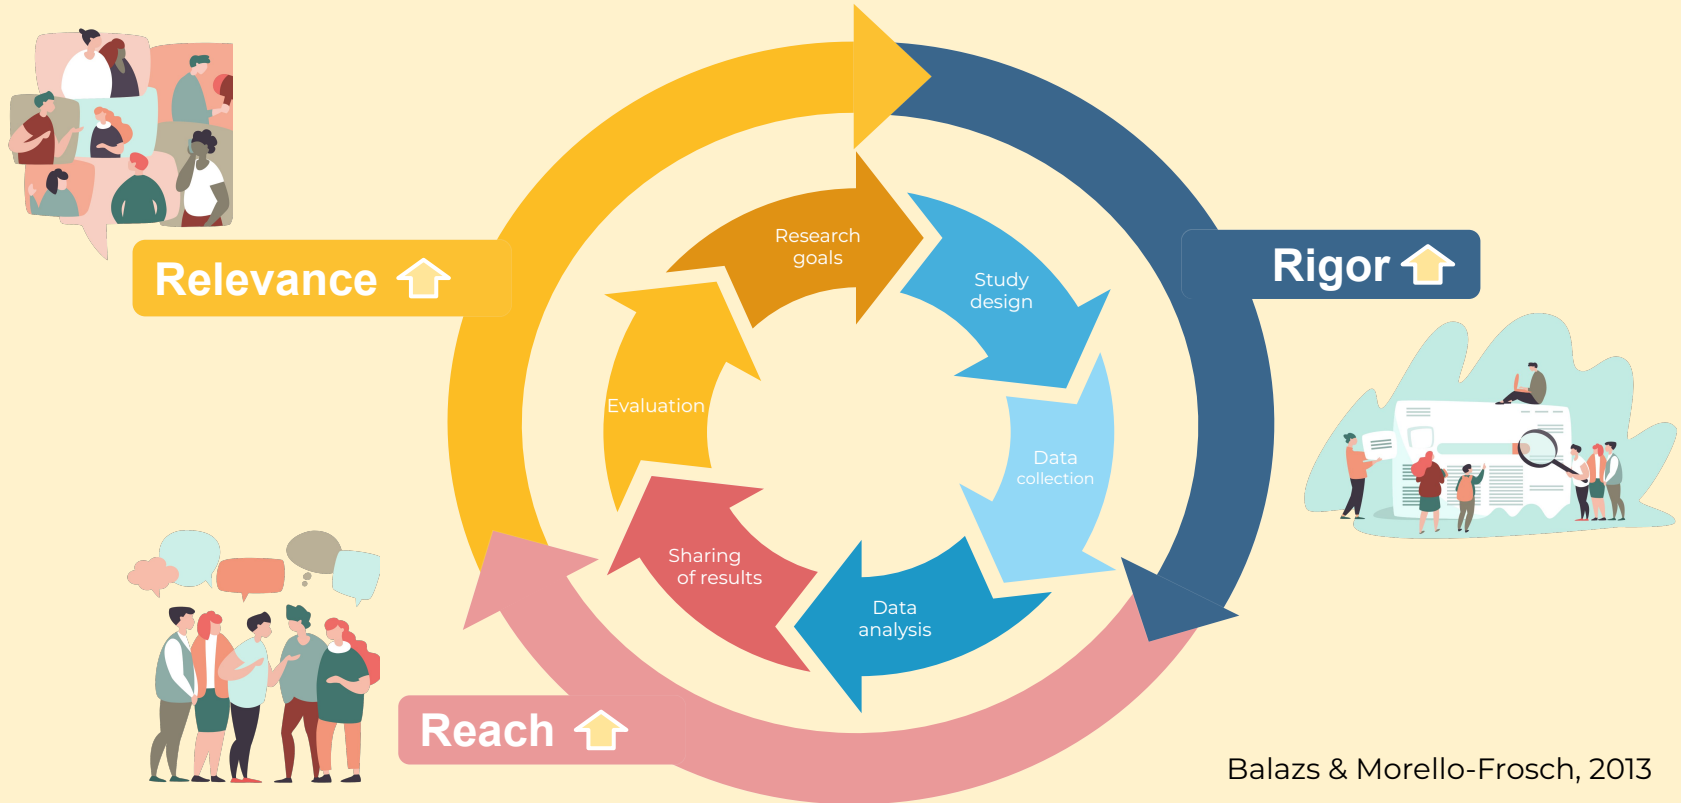 Relevance
Rigor
Reach
Research
goals
Study
design
Data
collection
Data
analysis
Sharing
of results
Evaluation
Balazs & Morello-Frosch, 2013